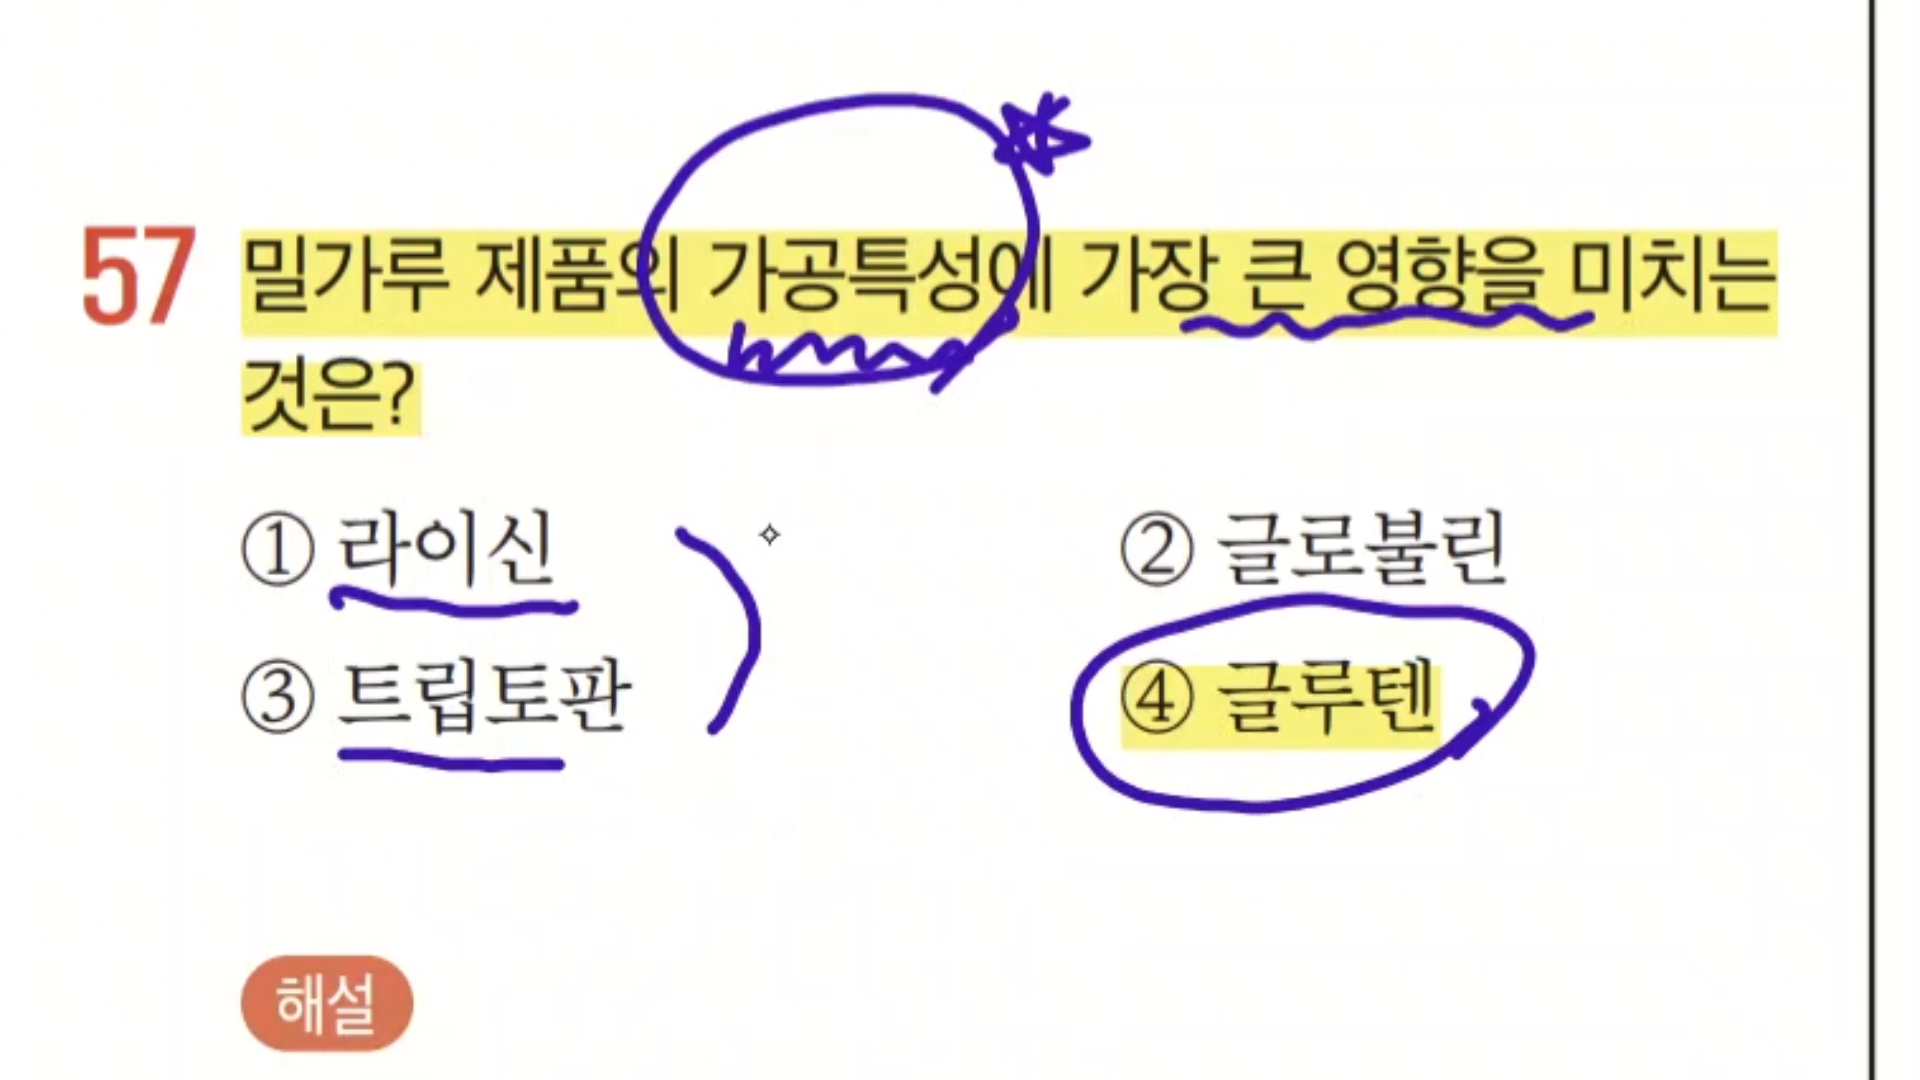 57 밀가루 제품의 가공특성에 가장 큰 영향을 미치는
것은?
① 라이신 ② 글로불린
③ 트립토판 ④ 글루텐
해설